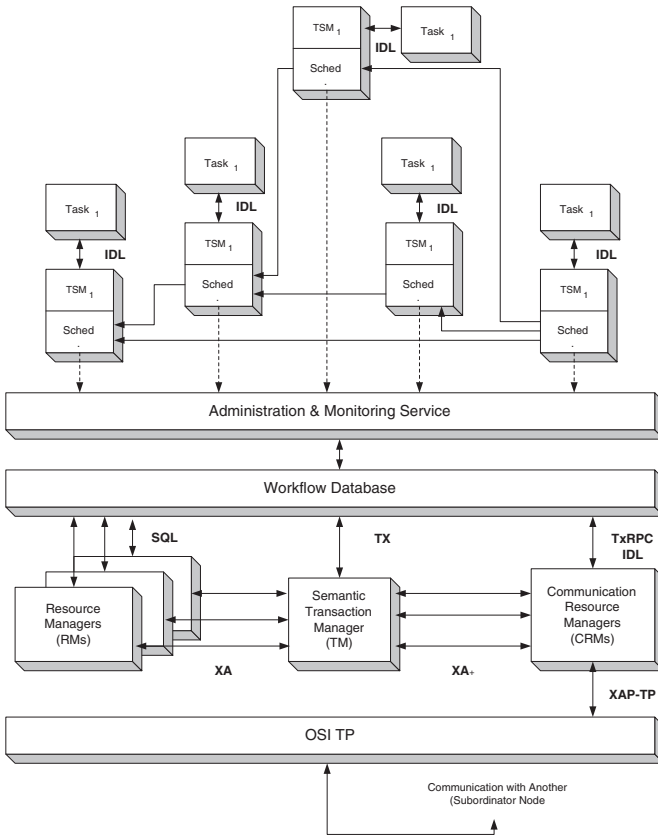 TSM 1
IDL
Task 1
Sched
.
Task 1
IDL
TSM 1
Sched
.
Task 1
IDL
TSM 1
Sched
.
Task 1
IDL
TSM 1
Sched
.
Task 1
IDL
TSM 1
Sched
.
Administration & Monitoring Service
Workflow Database
SQL
TX
TxRPC
IDL
Resource
Managers
(RMs)
Semantic
Transaction
Manager
(TM)
Communication
Resource
Managers
(CRMs)
XA
XA+
XAP-TP
OSI TP
Communication with Another
(Subordinator Node